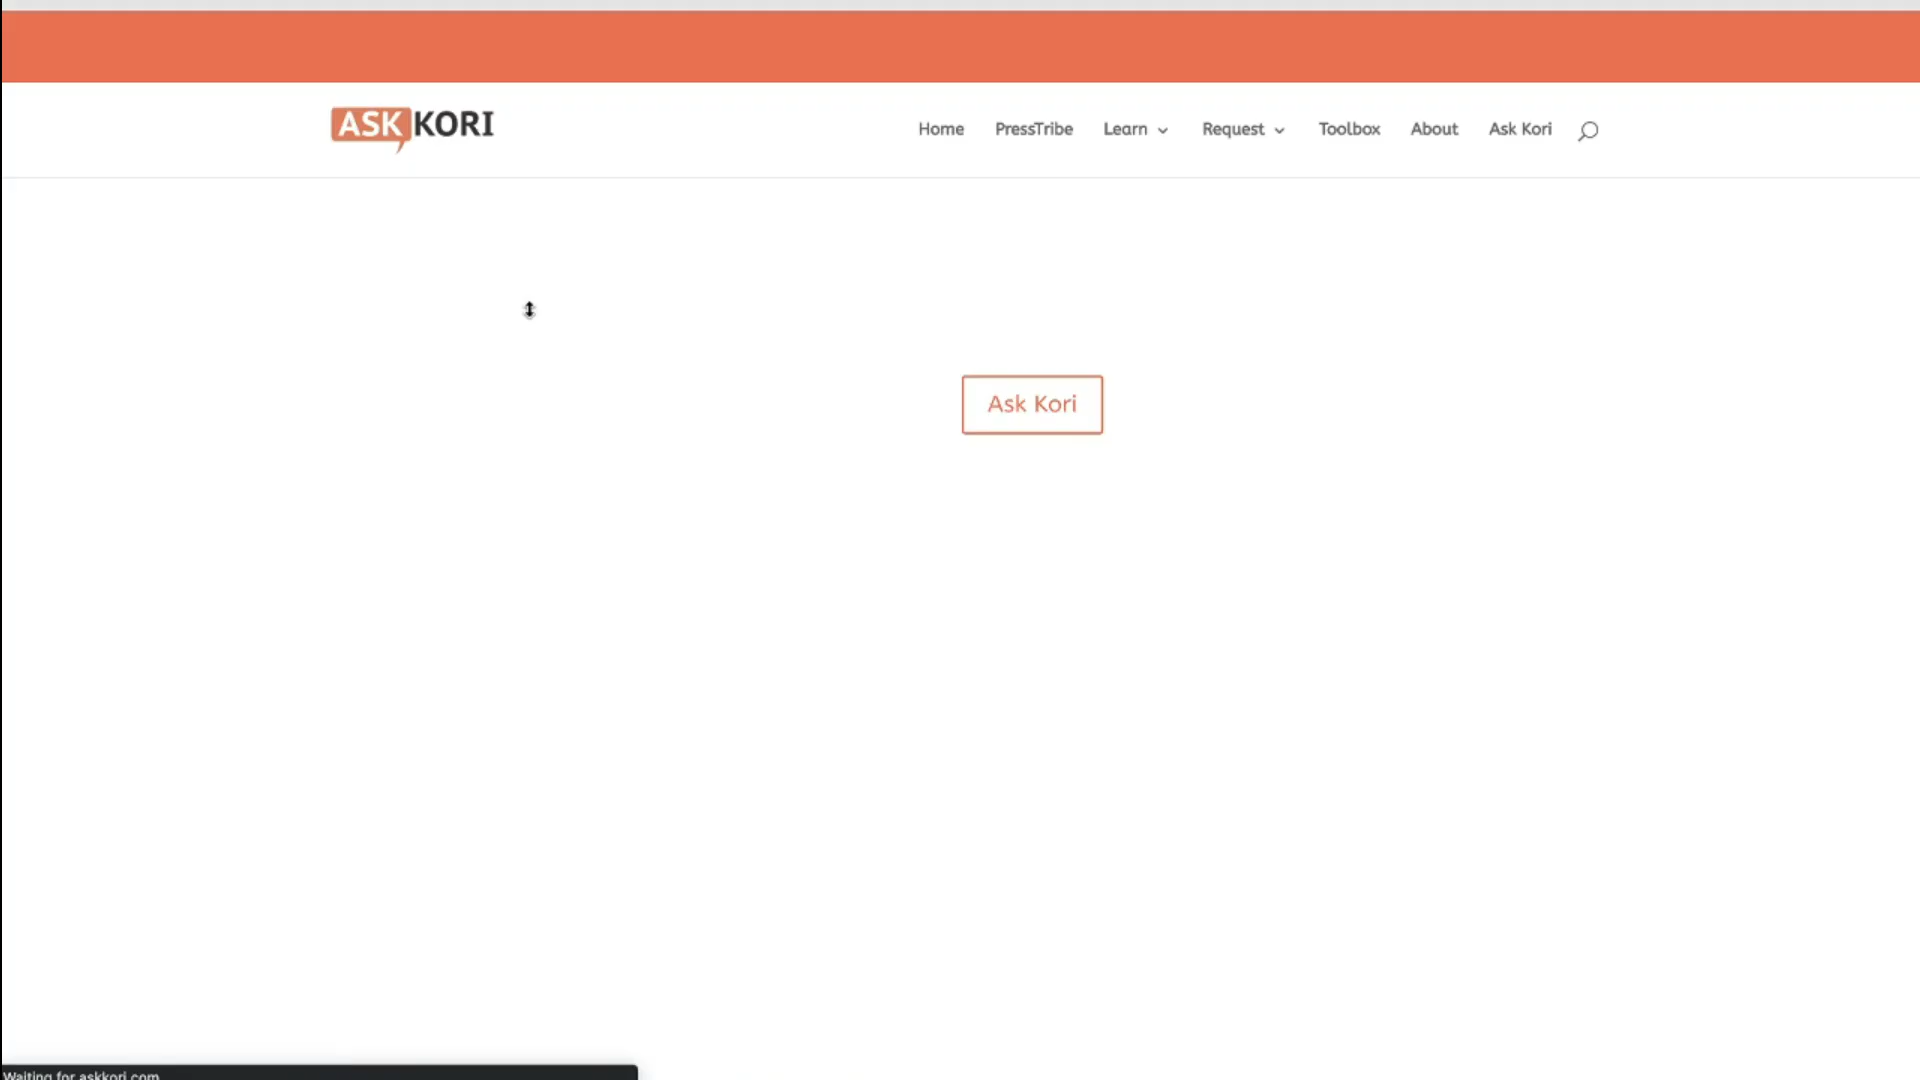 ASK KORI
Home PressTribe Learn Request Toolbox About Ask Kori
Ask Kori
Waiting for askkori.com